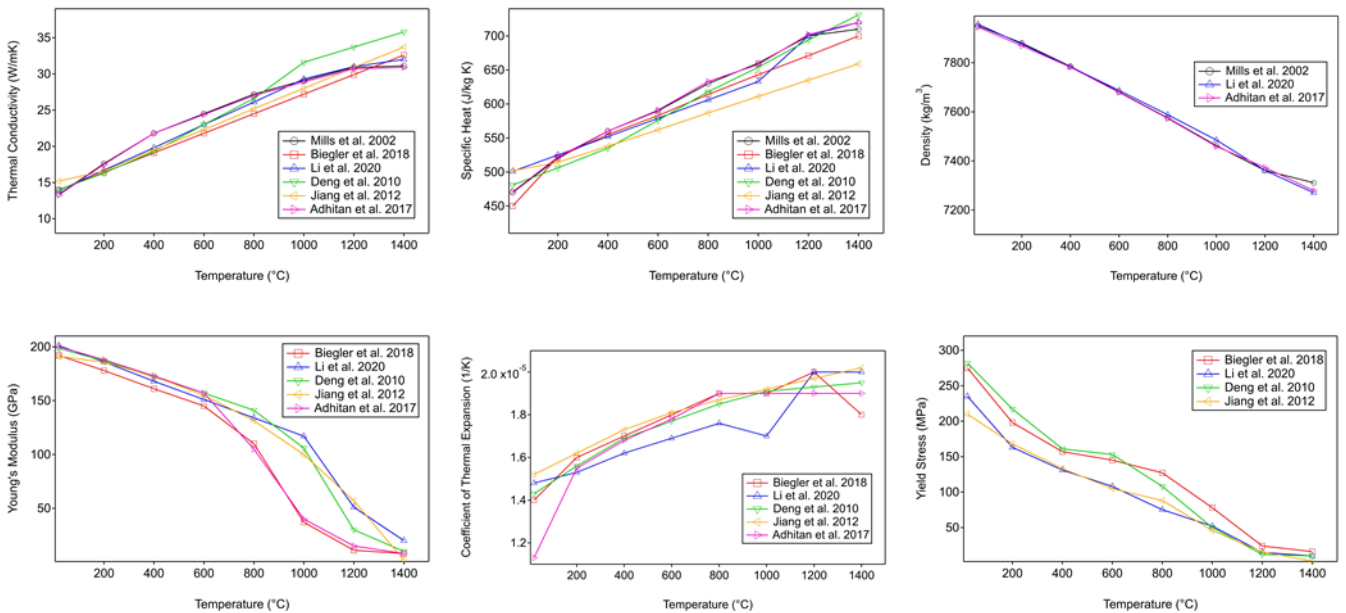 Thermal Conductivity (W/mK)
35
30
25
20
15
10
Mills et al. 2002
Biegler et al. 2018
Li et al. 2020
Deng et al. 2010
Jiang et al. 2012
Adhitan et al. 2017
200 400 600 800 1000 1200 1400
Temperature (°C)
Specific Heat (J/kg K)
700
650
600
550
500
450
Mills et al. 2002
Biegler et al. 2018
Li et al. 2020
Deng et al. 2010
Jiang et al. 2012
Adhitan et al. 2017
200 400 600 800 1000 1200 1400
Temperature (°C)
Density (kg/m³)
7800
7600
7400
7200
Mills et al. 2002
Li et al. 2020
Adhitan et al. 2017
200 400 600 800 1000 1200 1400
Temperature (°C)
Young's Modulus (GPa)
200
150
100
50
Biegler et al. 2018
Li et al. 2020
Deng et al. 2010
Jiang et al. 2012
Adhitan et al. 2017
200 400 600 800 1000 1200 1400
Temperature (°C)
Coefficient of Thermal Expansion (1/K)
2.0 x10⁻⁵
1.8
1.6
1.4
1.2
Biegler et al. 2018
Li et al. 2020
Deng et al. 2010
Jiang et al. 2012
Adhitan et al. 2017
200 400 600 800 1000 1200 1400
Temperature (°C)
Yield Stress (MPa)
300
250
200
150
100
50
Biegler et al. 2018
Li et al. 2020
Deng et al. 2010
Jiang et al. 2012
200 400 600 800 1000 1200 1400
Temperature (°C)